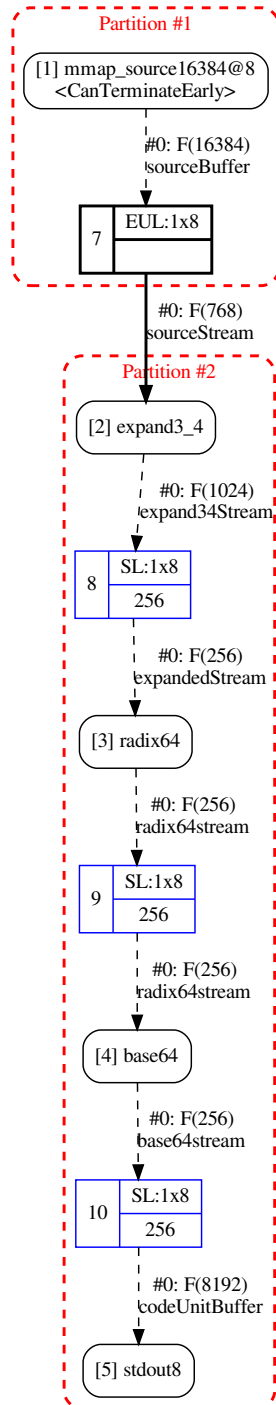 Partition #1
[1] mmap_source16384@8
<CanTerminateEarly>
#0: F(16384)
sourceBuffer
7
EUL:1x8
#0: F(768)
sourceStream
Partition #2
[2] expand3_4
#0: F(1024)
expand34Stream
8
SL:1x8
256
#0: F(256)
expandedStream
[3] radix64
#0: F(256)
radix64stream
9
SL:1x8
256
#0: F(256)
radix64stream
[4] base64
#0: F(256)
base64stream
10
SL:1x8
256
#0: F(8192)
codeUnitBuffer
[5] stdout8